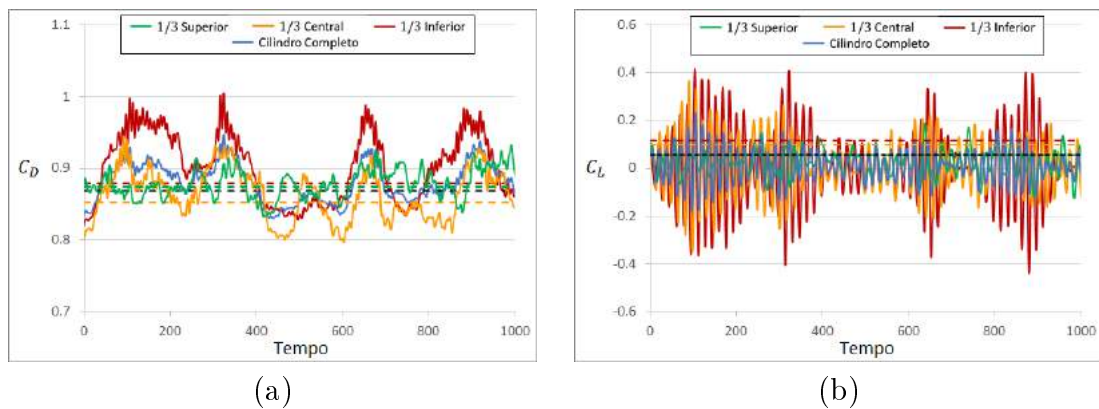 1.1
1/3 Superior 1/3 Central 1/3 Inferior
Cilindro Completo
1
0.9
C_D
0.8
0.7
0 200 400 600 800 1000
Tempo
(a)
0.6
1/3 Superior 1/3 Central 1/3 Inferior
Cilindro Completo
0.4
0.2
C_L
0
-0.2
-0.4
-0.6
0 200 400 600 800 1000
Tempo
(b)